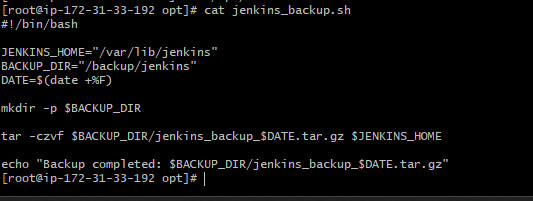 [root@ip-172-31-33-192 opt]# cat jenkins_backup.sh
#!/bin/bash
JENKINS_HOME="/var/lib/jenkins"
BACKUP_DIR="/backup/jenkins"
DATE=$(date +%F)
mkdir -p $BACKUP_DIR
tar -czvf $BACKUP_DIR/jenkins_backup_$DATE.tar.gz $JENKINS_HOME
echo "Backup completed: $BACKUP_DIR/jenkins_backup_$DATE.tar.gz"
[root@ip-172-31-33-192 opt]#